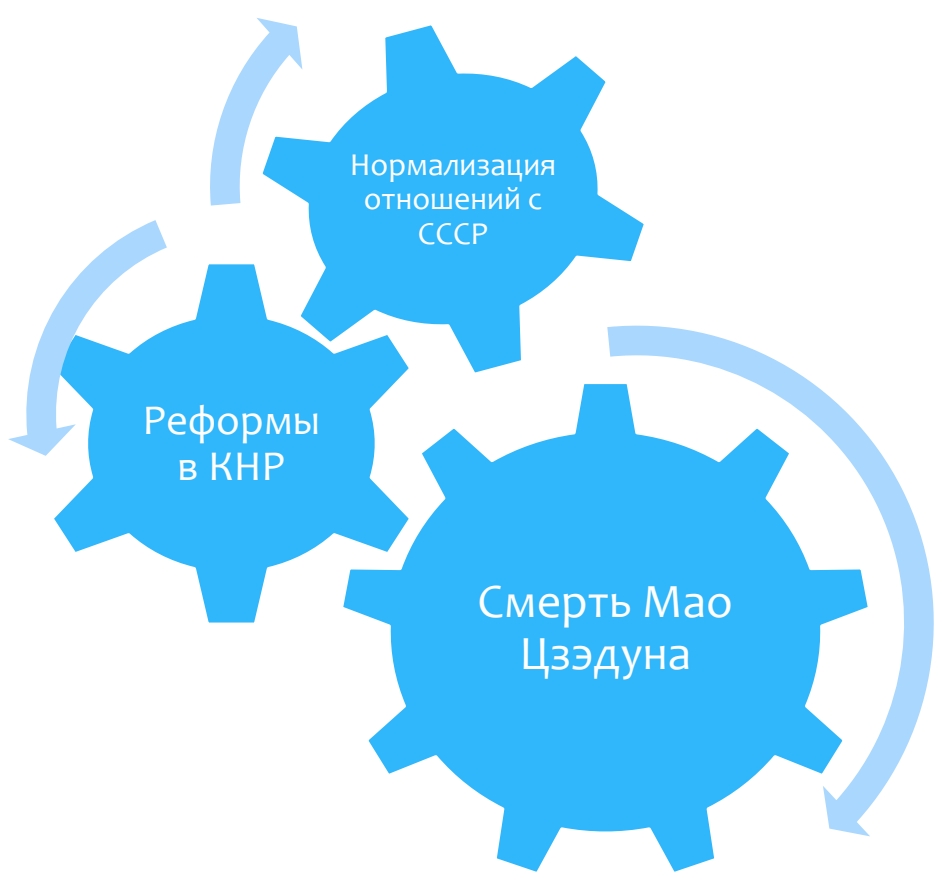 Нормализация
отношений с
СССР
Реформы
в КНР
Смерть Мао
Цзэдуна